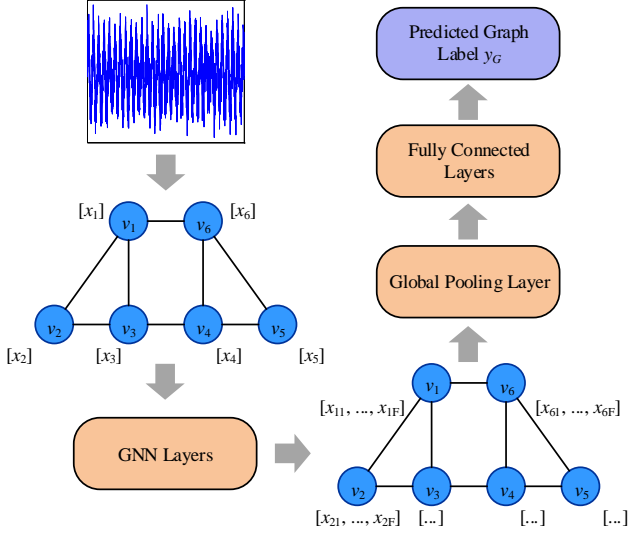 [x1]
v1
v6
[x6]
v2
v3
v4
v5
[x2]
[x3]
[x4]
[x5]
GNN Layers
v1
v6
[x11, ..., x1F]
[x61, ..., x6F]
v2
v3
v4
v5
[x21, ..., x2F]
[...]
[...]
[...]
Global Pooling Layer
Fully Connected
Layers
Predicted Graph
Label yG